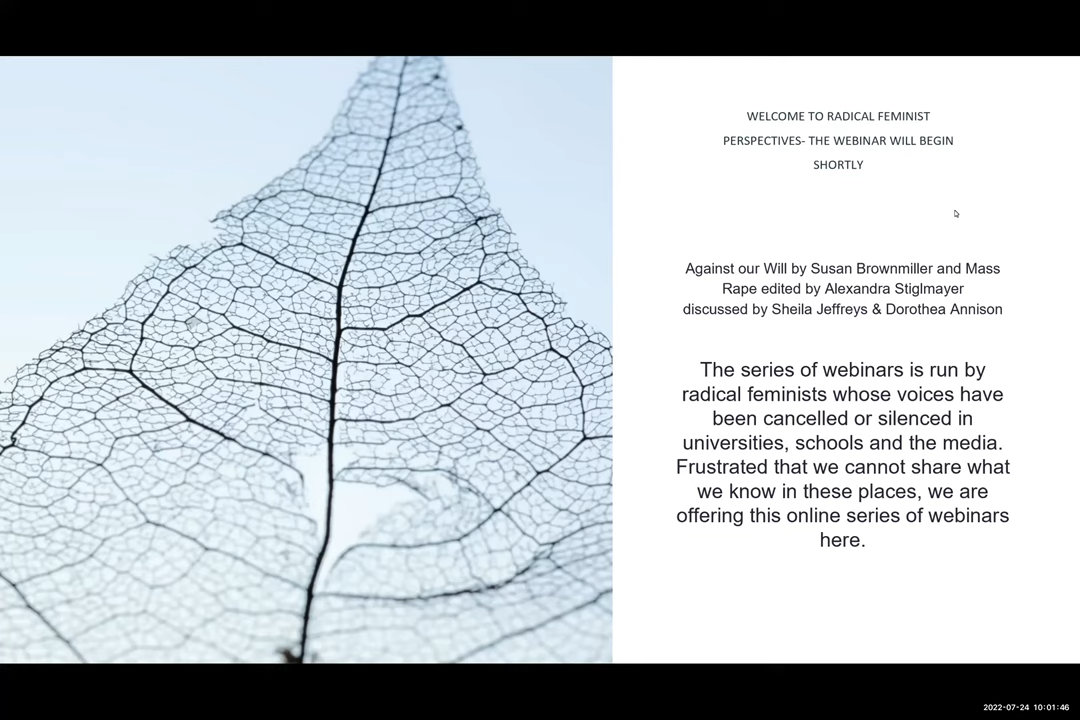 WELCOME TO RADICAL FEMINIST
PERSPECTIVES- THE WEBINAR WILL BEGIN
SHORTLY
Against our Will by Susan Brownmiller and Mass
Rape edited by Alexandra Stiglmayer
discussed by Sheila Jeffreys & Dorothea Annison
The series of webinars is run by
radical feminists whose voices have
been cancelled or silenced in
universities, schools and the media.
Frustrated that we cannot share what
we know in these places, we are
offering this online series of webinars
here.
2022-07-24 10:01:46